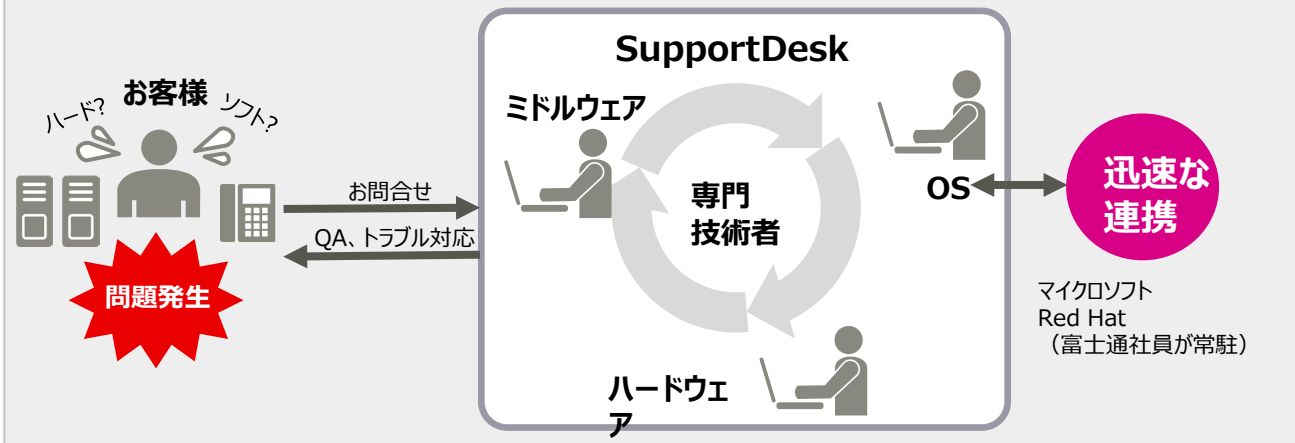 SupportDesk
お客様
ハード?
ソフト?
ミドルウェア
OS
専門
技術者
お問合せ
QA、トラブル対応
問題発生
ハードウェ
ア
迅速な
連携
マイクロソフト
Red Hat
（富士通社員が常駐）